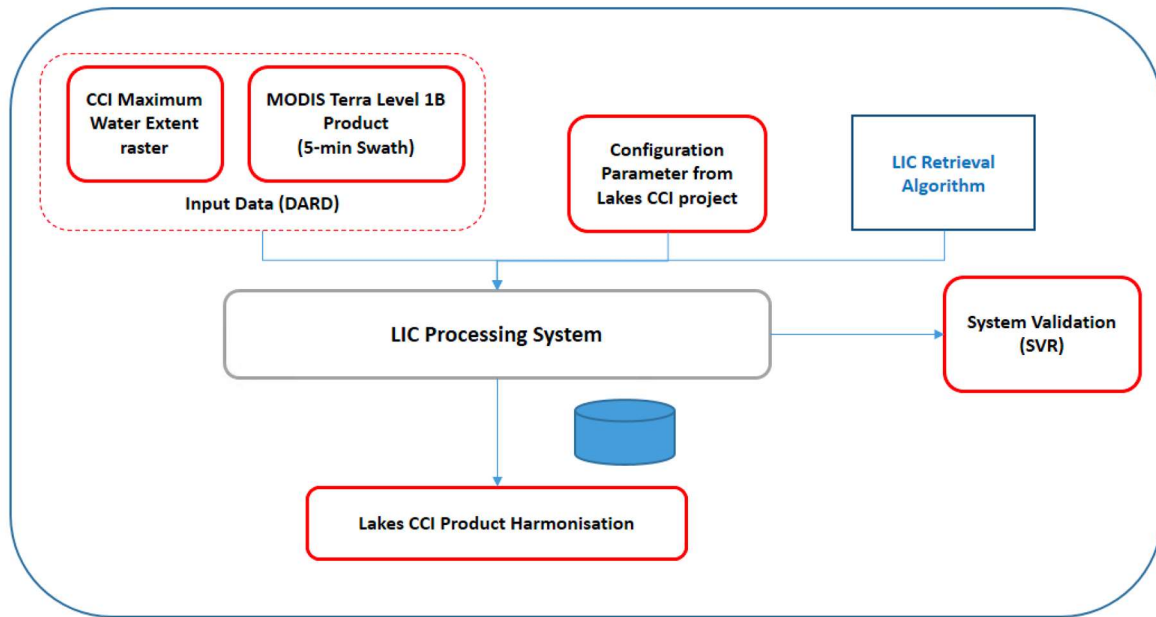 CCI Maximum
Water Extent
raster
MODIS Terra Level 1B
Product
(5-min Swath)
Input Data (DARD)
Configuration
Parameter from
Lakes CCI project
LIC Retrieval
Algorithm
LIC Processing System
System Validation
(SVR)
Lakes CCI Product Harmonisation